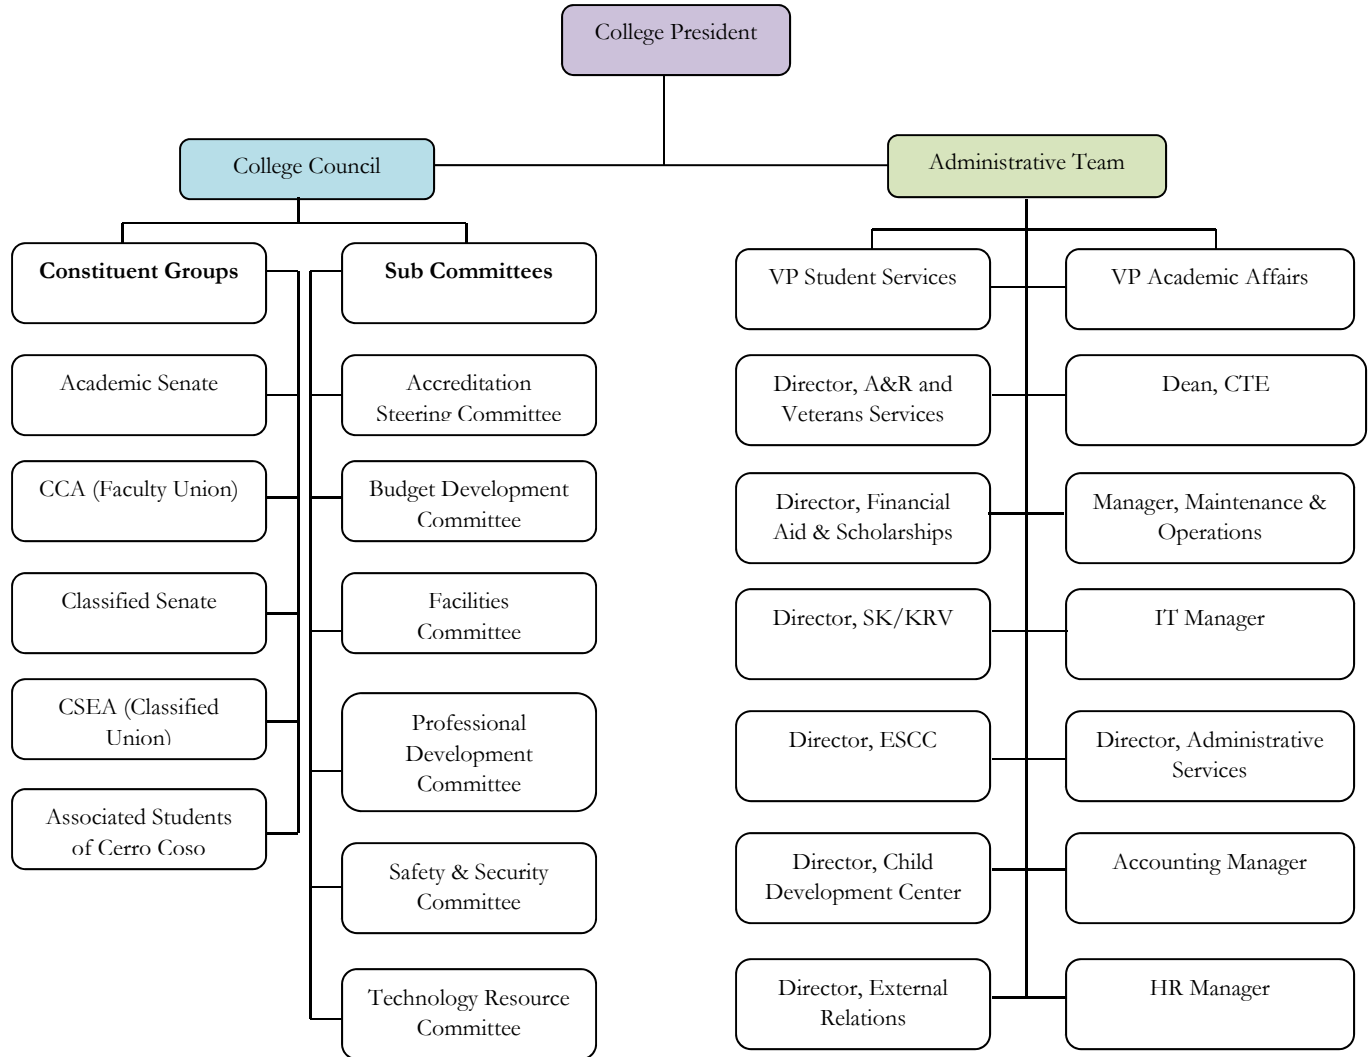 College President
College Council
Administrative Team
Constituent Groups
Sub Committees
VP Student Services
VP Academic Affairs
Academic Senate
Accreditation
Steering Committee
Director, A&R and
Veterans Services
Dean, CTE
CCA (Faculty Union)
Budget Development
Committee
Director, Financial
Aid & Scholarships
Manager, Maintenance &
Operations
Classified Senate
Facilities
Committee
Director, SK/KRV
IT Manager
CSEA (Classified
Union)
Professional
Development
Committee
Director, ESCC
Director, Administrative
Services
Associated Students
of Cerro Coso
Safety & Security
Committee
Director, Child
Development Center
Accounting Manager
Technology Resource
Committee
Director, External
Relations
HR Manager